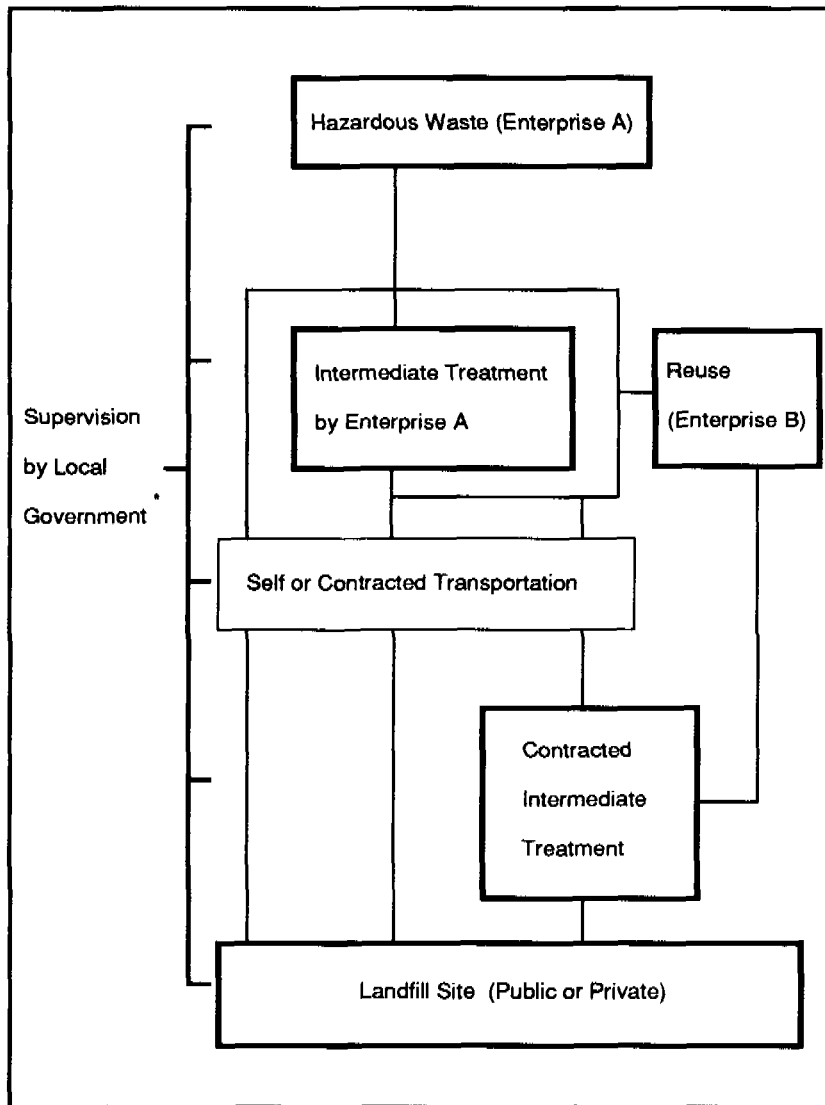 Hazardous Waste (Enterprise A)
Intermediate Treatment
by Enterprise A
Reuse
(Enterprise B)
Supervision
by Local
Government
Self or Contracted Transportation
Contracted
Intermediate
Treatment
Landfill Site (Public or Private)